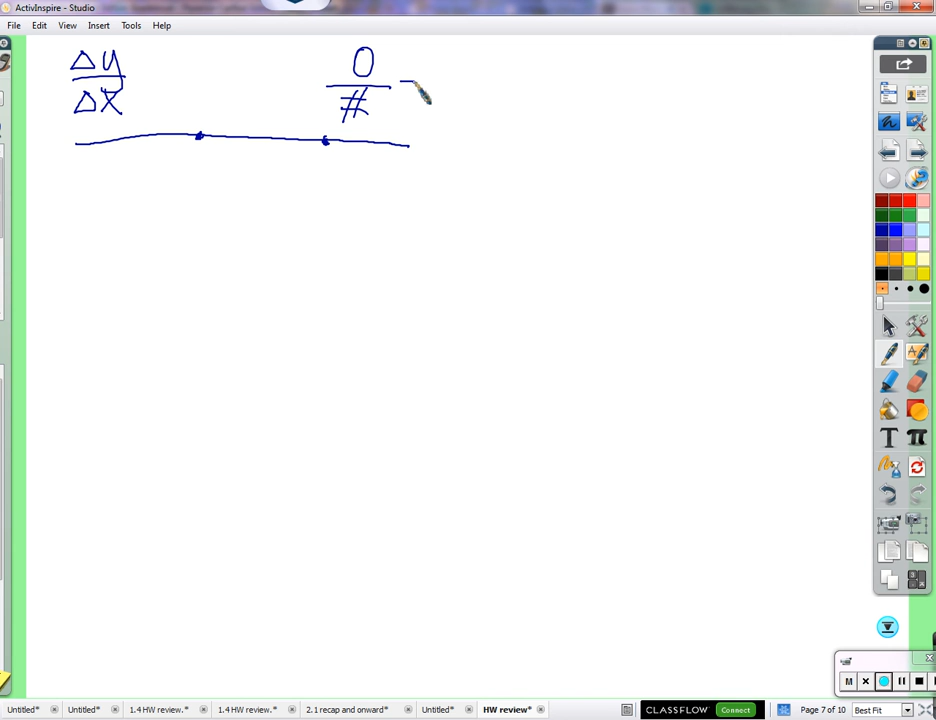 ActivInspire - Studio
File Edit View Insert Tools Help
Δy 0
Δx #
T π
M
Untitled* Untitled* 1.4 HW review.* 1.4 HW review.* 2.1 recap and onward* Untitled* HW review* CLASSFLOW Connect Page 7 of 10 Best Fit